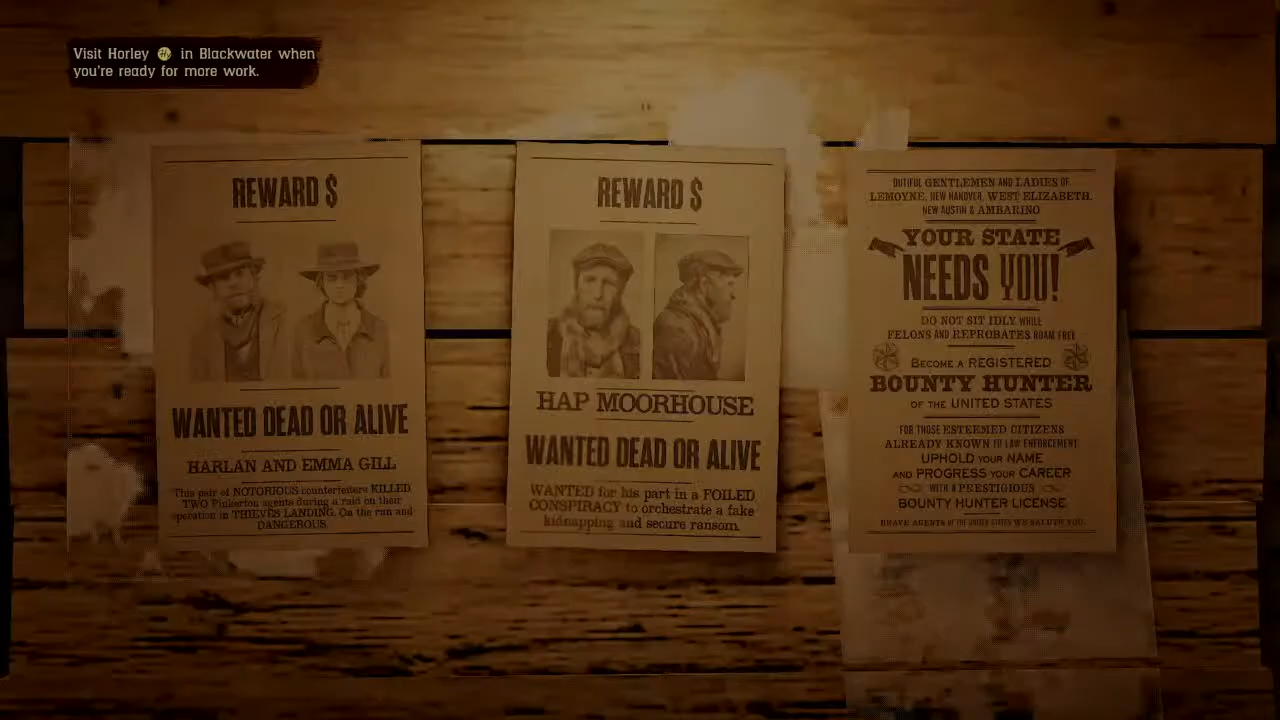 Visit Horley in Blackwater when
you're ready for more work.
REWARD $
WANTED DEAD OR ALIVE
HARLAN AND EMMA GILL
This pair of NOTORIOUS counterfeiters KILLED
TWO Pinkerton agents during a raid on their
operation in THIEVES LANDING. On the run and
DANGEROUS.
REWARD $
HAP MOORHOUSE
WANTED DEAD OR ALIVE
WANTED for his part in a FOILED
CONSPIRACY to orchestrate a fake
kidnapping and secure ransom.
DUTIFUL GENTLEMEN AND LADIES OF
LEMOYNE, NEW HANOVER, WEST ELIZABETH,
NEW AUSTIN & AMBARINO
YOUR STATE
NEEDS YOU!
DO NOT SIT IDLY WHILE
FELONS AND REPROBATES ROAM FREE
BECOME A REGISTERED
BOUNTY HUNTER
OF THE UNITED STATES
FOR THOSE ESTEEMED CITIZENS
ALREADY KNOWN TO LAW ENFORCEMENT
UPHOLD YOUR NAME
AND PROGRESS YOUR CAREER
WITH A PRESTIGIOUS
BOUNTY HUNTER LICENSE
BRAVE AGENTS OF THE UNITED STATES WE SALUTE YOU.